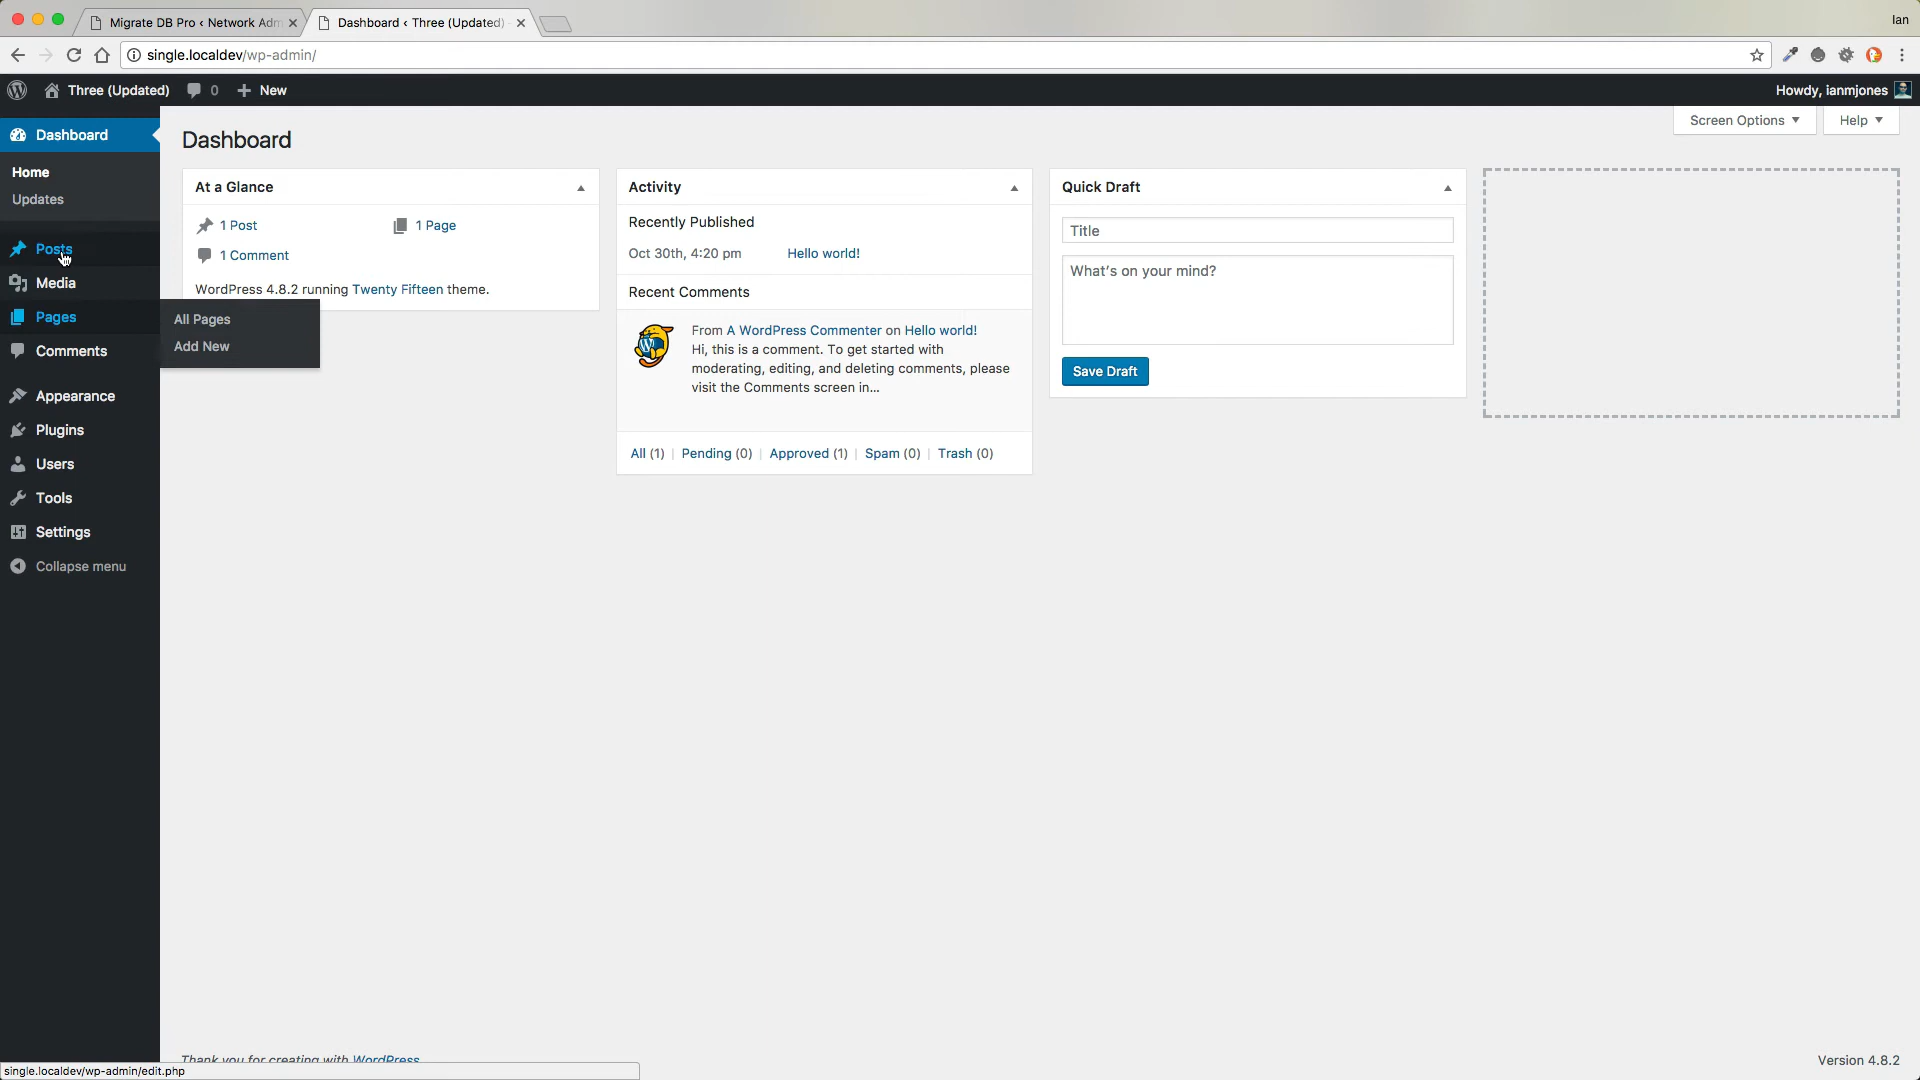 Migrate DB Pro ‹ Network Adm
Dashboard ‹ Three (Updated)
Ian
single.localdev/wp-admin/
Three (Updated)
0
New
Howdy, ianmjones
Dashboard
Home
Updates
Posts
Media
Pages
Comments
Appearance
Plugins
Users
Tools
Settings
Collapse menu
All Pages
Add New
Dashboard
Screen Options
Help
At a Glance
1 Post
1 Page
1 Comment
WordPress 4.8.2 running Twenty Fifteen theme.
Activity
Recently Published
Oct 30th, 4:20 pm
Hello world!
Recent Comments
From A WordPress Commenter on Hello world!
Hi, this is a comment. To get started with
moderating, editing, and deleting comments, please
visit the Comments screen in...
All (1) | Pending (0) | Approved (1) | Spam (0) | Trash (0)
Quick Draft
Title
What's on your mind?
Save Draft
Thank you for creating with WordPress
Version 4.8.2
single.localdev/wp-admin/edit.php